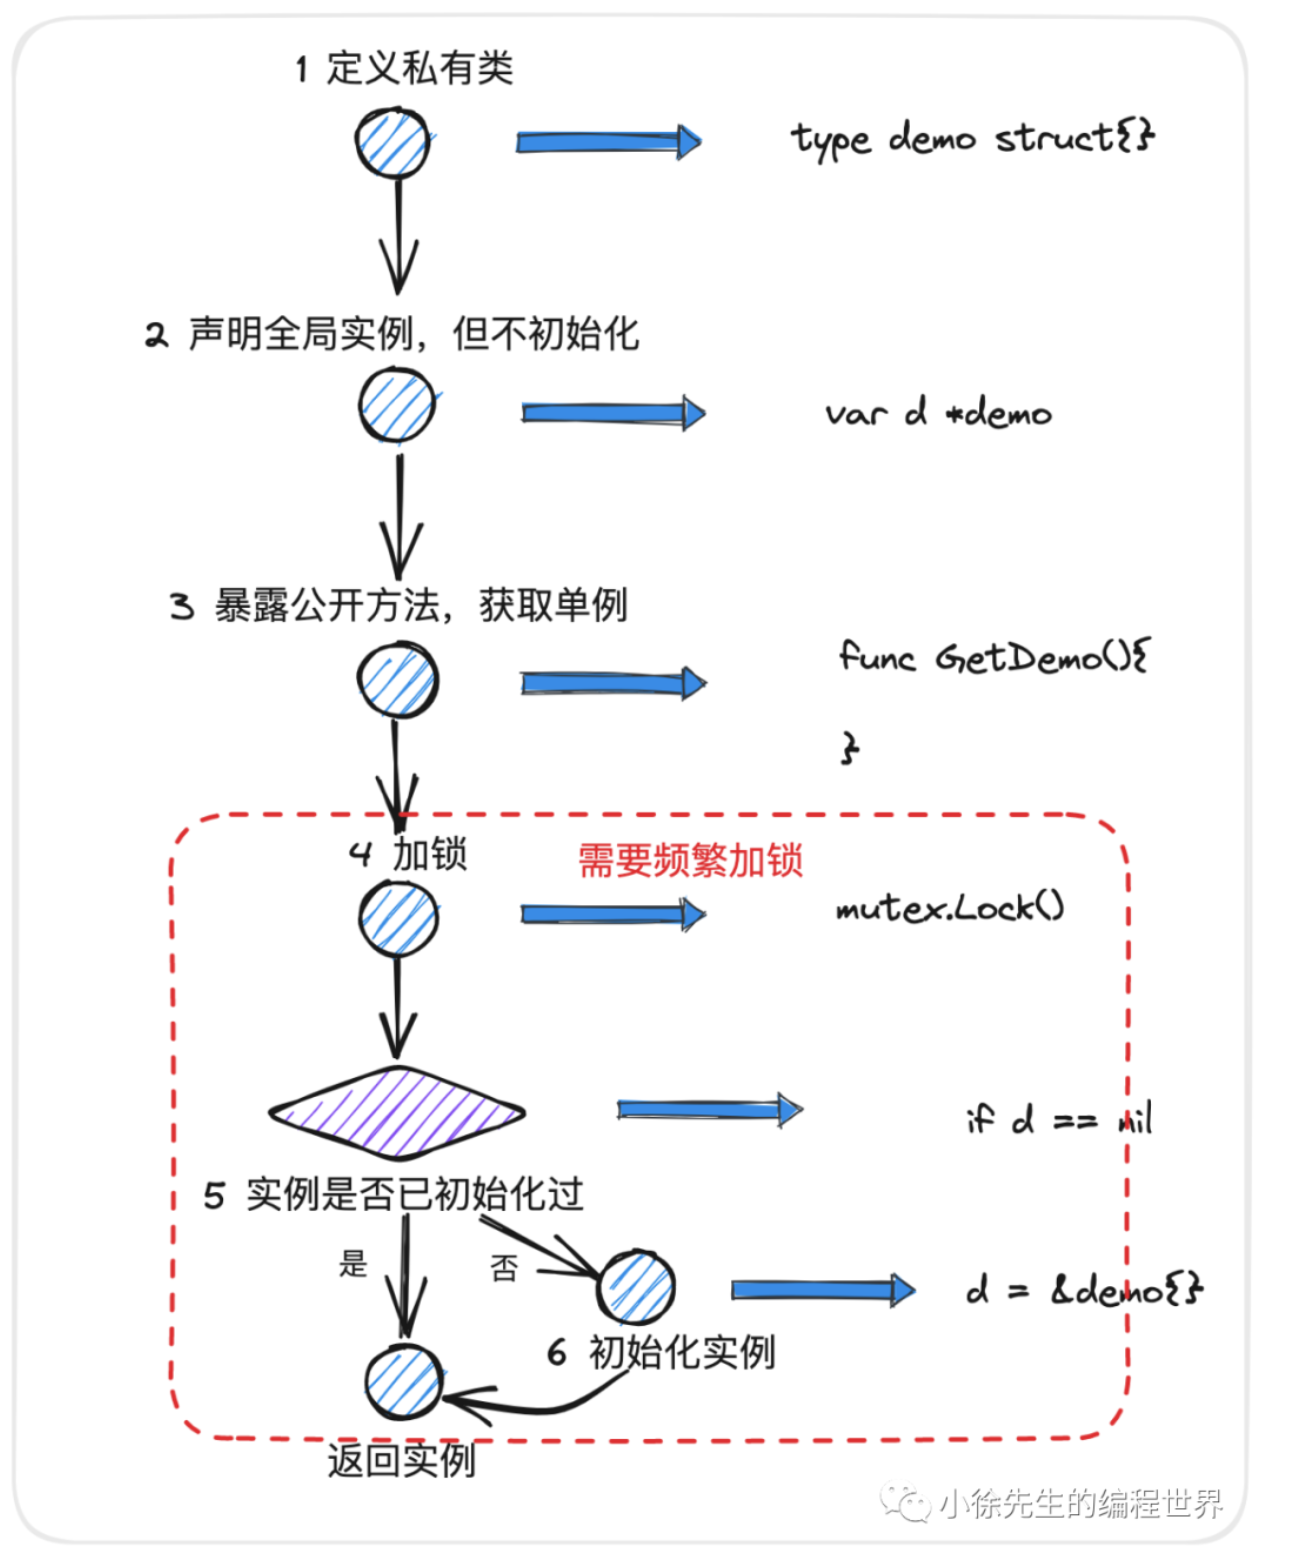 1 定义私有类
type demo struct{}
2 声明全局实例，但不初始化
var d *demo
3 暴露公开方法，获取单例
func GetDemo(){
}
4 加锁
需要频繁加锁
mutex.Lock()
if d == nil
5 实例是否已初始化过
是
否
d = &demo{}
6 初始化实例
返回实例
小徐先生的编程世界